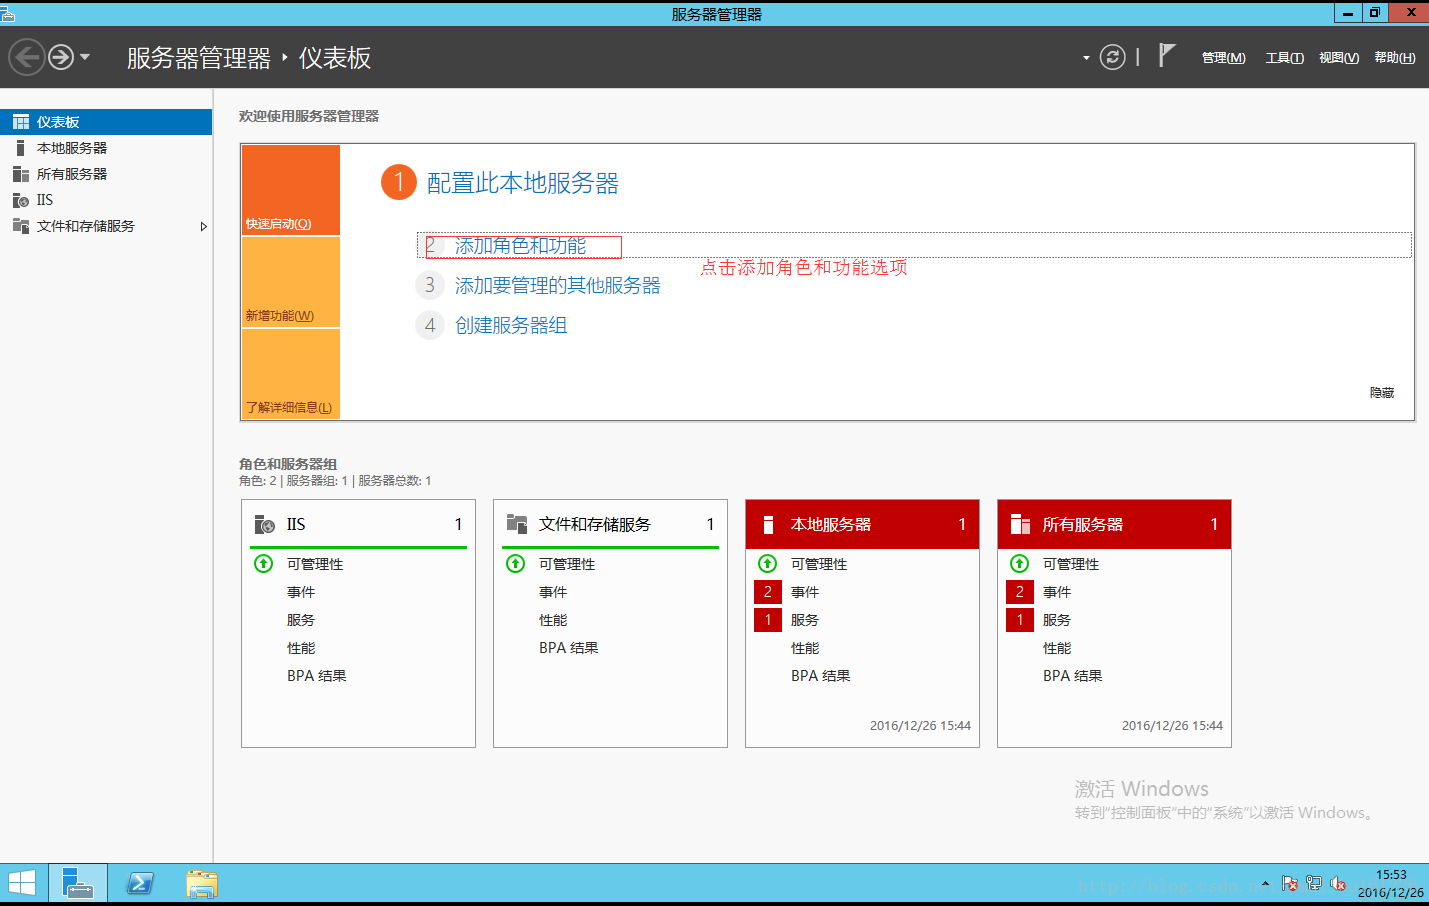 服务器管理器
服务器管理器 · 仪表板
管理(M) 工具(T) 视图(V) 帮助(H)
仪表板
本地服务器
所有服务器
IIS
文件和存储服务
欢迎使用服务器管理器
快速启动(Q)
新增功能(W)
了解详细信息(L)
1 配置此本地服务器
2 添加角色和功能
点击添加角色和功能选项
3 添加要管理的其他服务器
4 创建服务器组
隐藏
角色和服务器组
角色: 2 | 服务器组: 1 | 服务器总数: 1
IIS 1
可管理性
事件
服务
性能
BPA 结果
文件和存储服务 1
可管理性
事件
性能
BPA 结果
本地服务器 1
可管理性
2 事件
1 服务
性能
BPA 结果
2016/12/26 15:44
所有服务器 1
可管理性
2 事件
1 服务
性能
BPA 结果
2016/12/26 15:44
激活 Windows
转到“控制面板”中的“系统”以激活 Windows。
15:53
2016/12/26